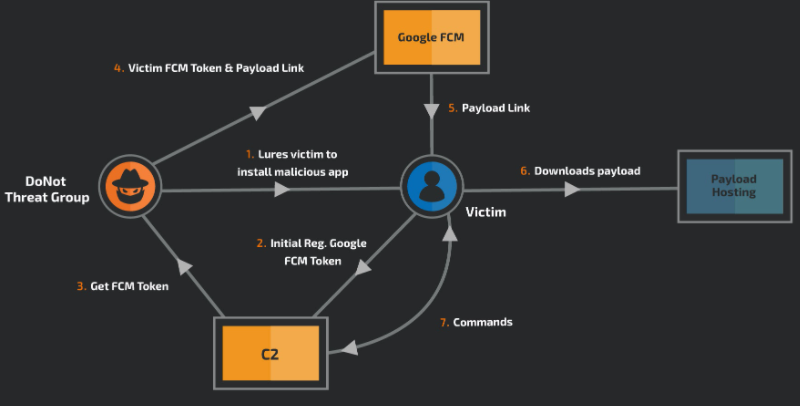 Google FCM
4. Victim FCM Token & Payload Link
5. Payload Link
1. Lures victim to
install malicious app
6. Downloads payload
DoNot
Threat Group
Payload
Hosting
Victim
2. Initial Reg. Google
FCM Token
3. Get FCM Token
7. Commands
C2